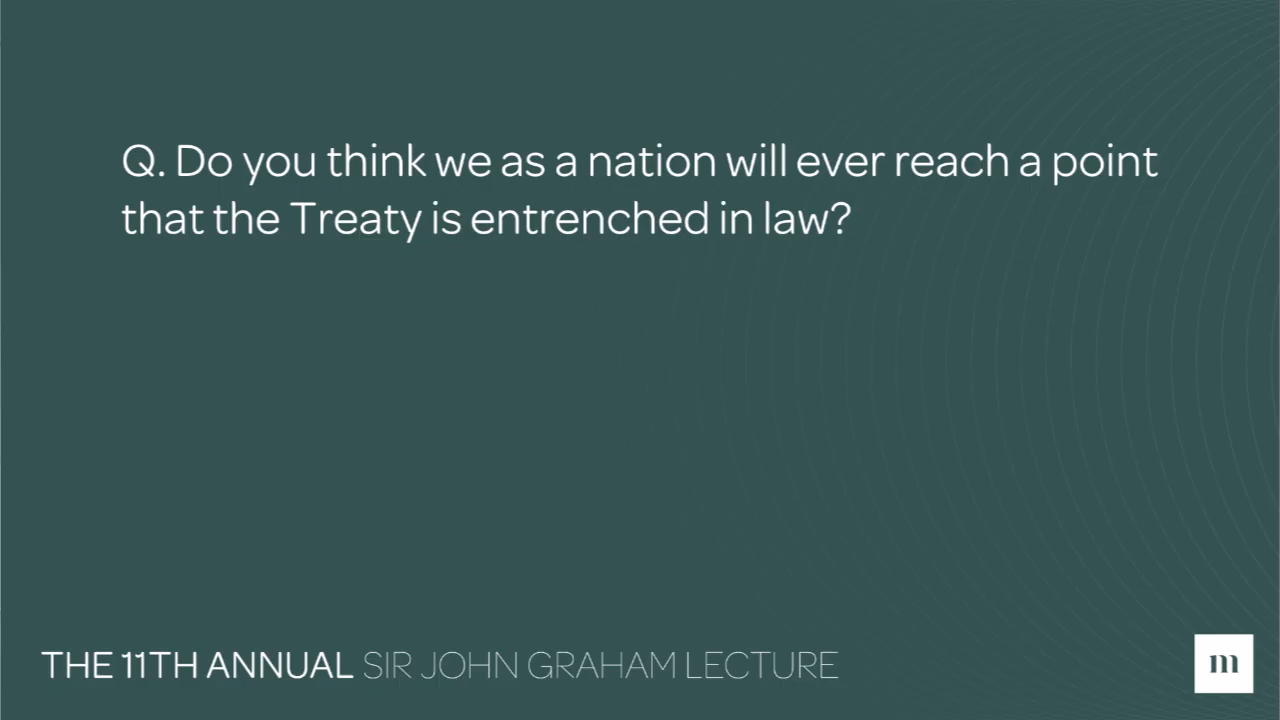 Q. Do you think we as a nation will ever reach a point
that the Treaty is entrenched in law?
THE 11TH ANNUAL SIR JOHN GRAHAM LECTURE
m